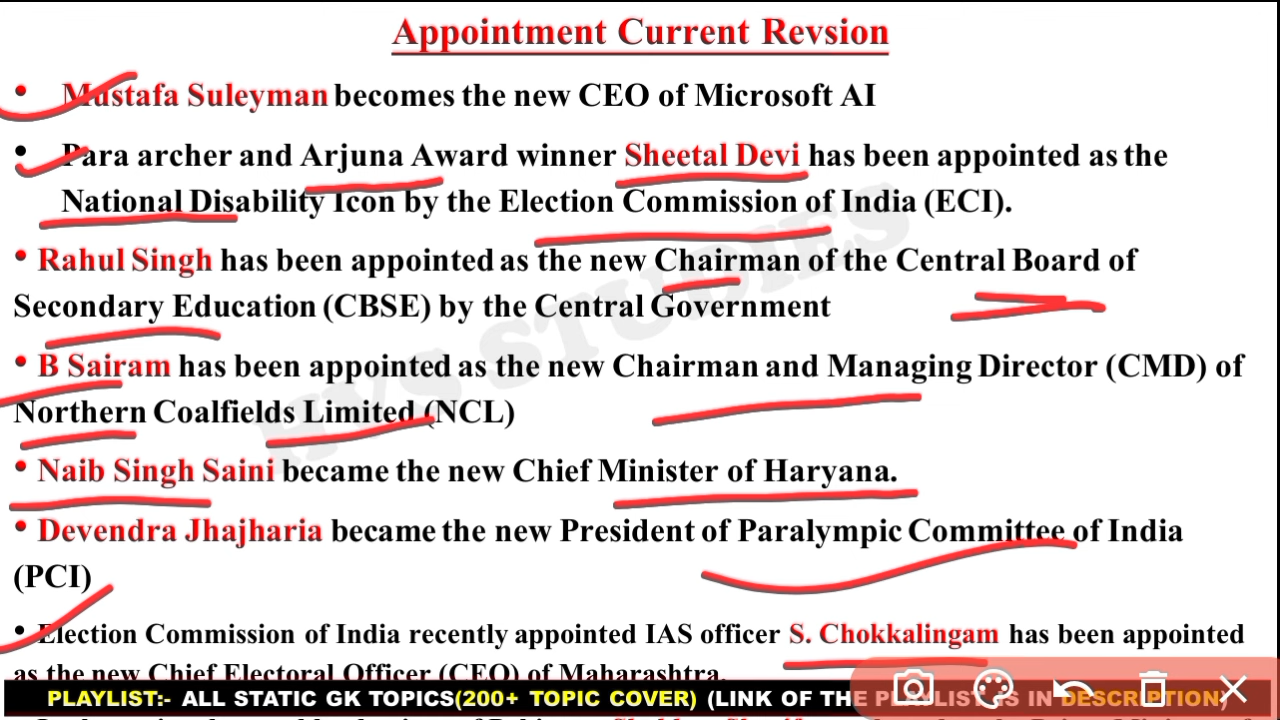 Appointment Current Revsion
• Mustafa Suleyman becomes the new CEO of Microsoft AI
• Para archer and Arjuna Award winner Sheetal Devi has been appointed as the
National Disability Icon by the Election Commission of India (ECI).
• Rahul Singh has been appointed as the new Chairman of the Central Board of
Secondary Education (CBSE) by the Central Government
• B Sairam has been appointed as the new Chairman and Managing Director (CMD) of
Northern Coalfields Limited (NCL)
• Naib Singh Saini became the new Chief Minister of Haryana.
• Devendra Jhajharia became the new President of Paralympic Committee of India
(PCI)
• Election Commission of India recently appointed IAS officer S. Chokkalingam has been appointed
as the new Chief Electoral Officer (CEO) of Maharashtra.
PLAYLIST:- ALL STATIC GK TOPICS(200+ TOPIC COVER) (LINK OF THE PLAYLIST IS IN DESCRIPTION)
STUDIES